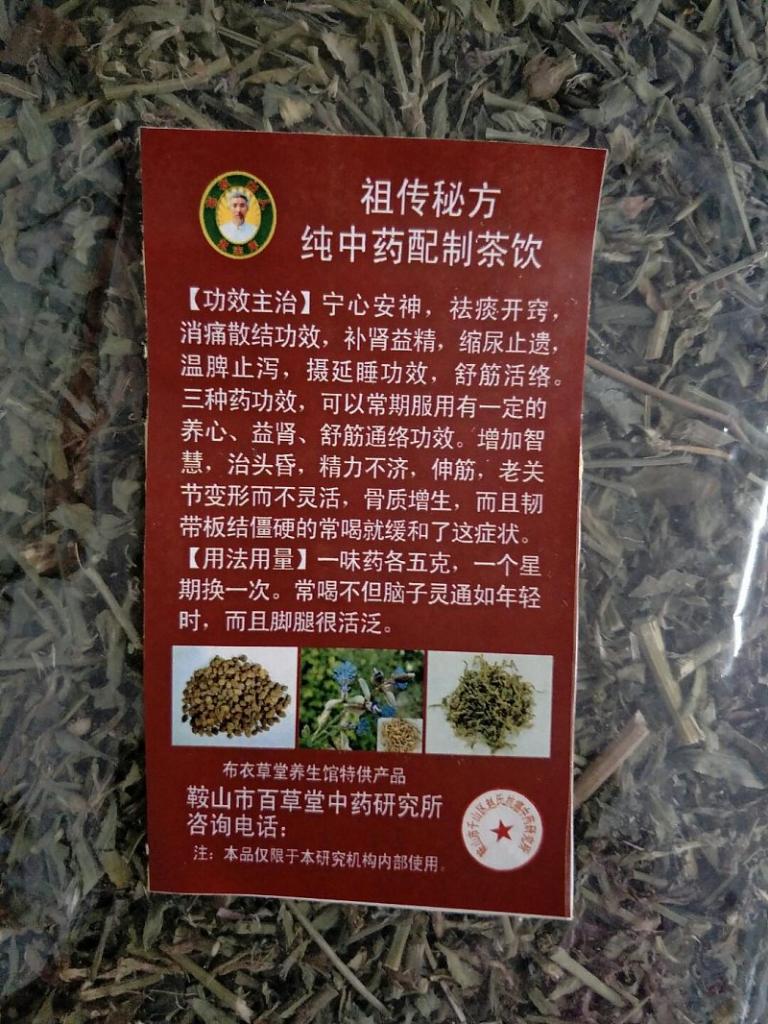 祖传秘方
纯中药配制茶饮
【功效主治】宁心安神，祛痰开窍，
消痛散结功效，补肾益精，缩尿止遗，
温脾止泻，摄延睡功效，舒筋活络。
三种药功效，可以常期服用有一定的
养心、益肾、舒筋通络功效。增加智
慧，治头昏，精力不济，伸筋，老关
节变形而不灵活，骨质增生，而且韧
带板结僵硬的常喝就缓和了这症状。
【用法用量】一味药各五克，一个星
期换一次。常喝不但脑子灵通如年轻
时，而且脚腿很活泛。
布衣草堂养生馆特供产品
鞍山市百草堂中药研究所
咨询电话：
注：本品仅限于本研究机构内部使用。